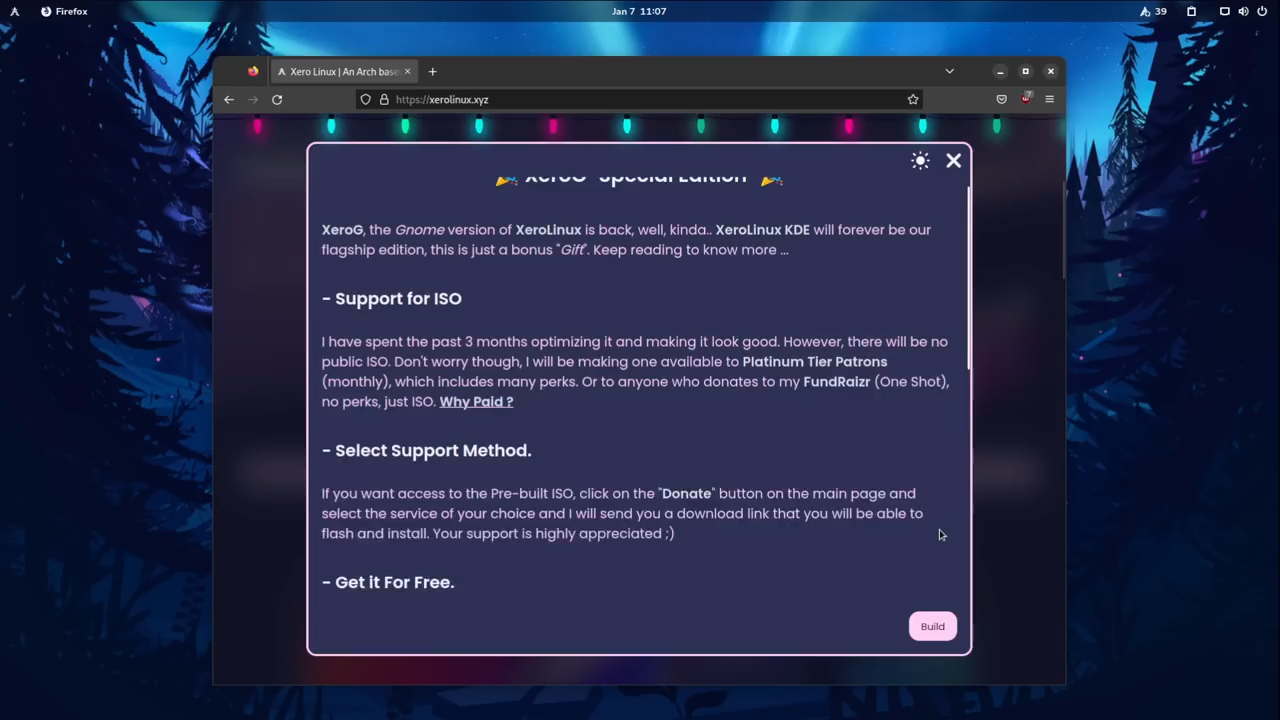 Firefox
Jan 7 11:07
39
Xero Linux | An Arch base
https://xerolinux.xyz
7
XeroG "Special Edition"
XeroG, the Gnome version of XeroLinux is back, well, kinda.. XeroLinux KDE will forever be our
flagship edition, this is just a bonus "Gift". Keep reading to know more ...
- Support for ISO
I have spent the past 3 months optimizing it and making it look good. However, there will be no
public ISO. Don't worry though, I will be making one available to Platinum Tier Patrons
(monthly), which includes many perks. Or to anyone who donates to my FundRaizr (One Shot),
no perks, just ISO. Why Paid ?
- Select Support Method.
If you want access to the Pre-built ISO, click on the "Donate" button on the main page and
select the service of your choice and I will send you a download link that you will be able to
flash and install. Your support is highly appreciated ;)
- Get it For Free.
Build